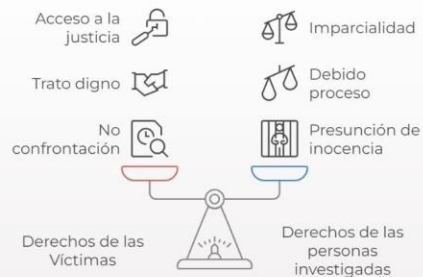 Acceso a la
justicia
Imparcialidad
Trato digno
Debido
proceso
No
confrontación
Presunción de
inocencia
Derechos de las
Víctimas
Derechos de las
personas
investigadas